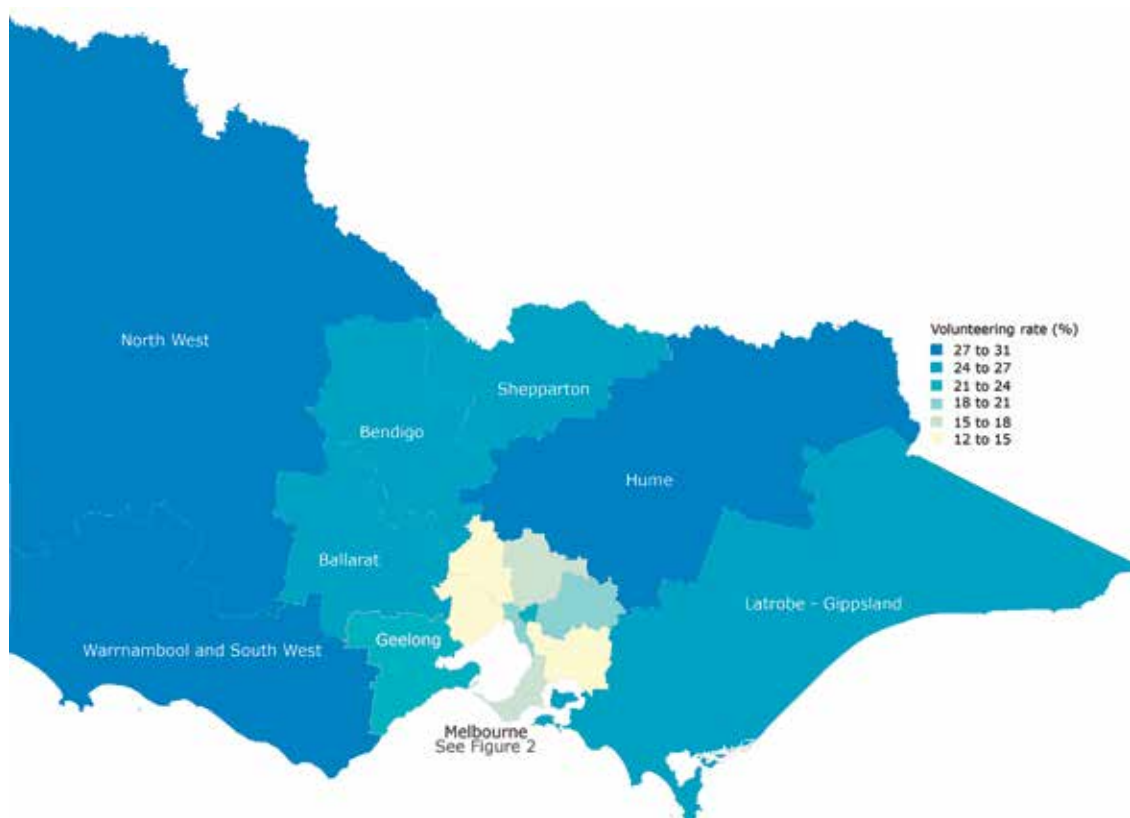 North West
Shepparton
Bendigo
Hume
Ballarat
Latrobe - Gippsland
Geelong
Warrnambool and South West
Melbourne
See Figure 2
Volunteering rate (%)
27 to 31
24 to 27
21 to 24
18 to 21
15 to 18
12 to 15